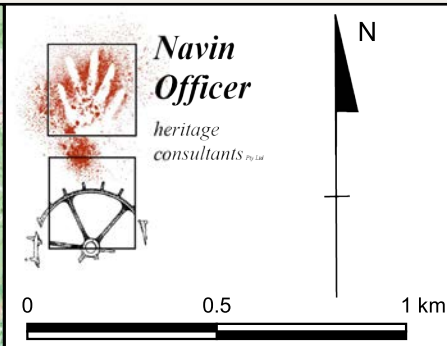 Navin
Officer
heritage
consultants Pty Ltd
N
0 0.5 1 km